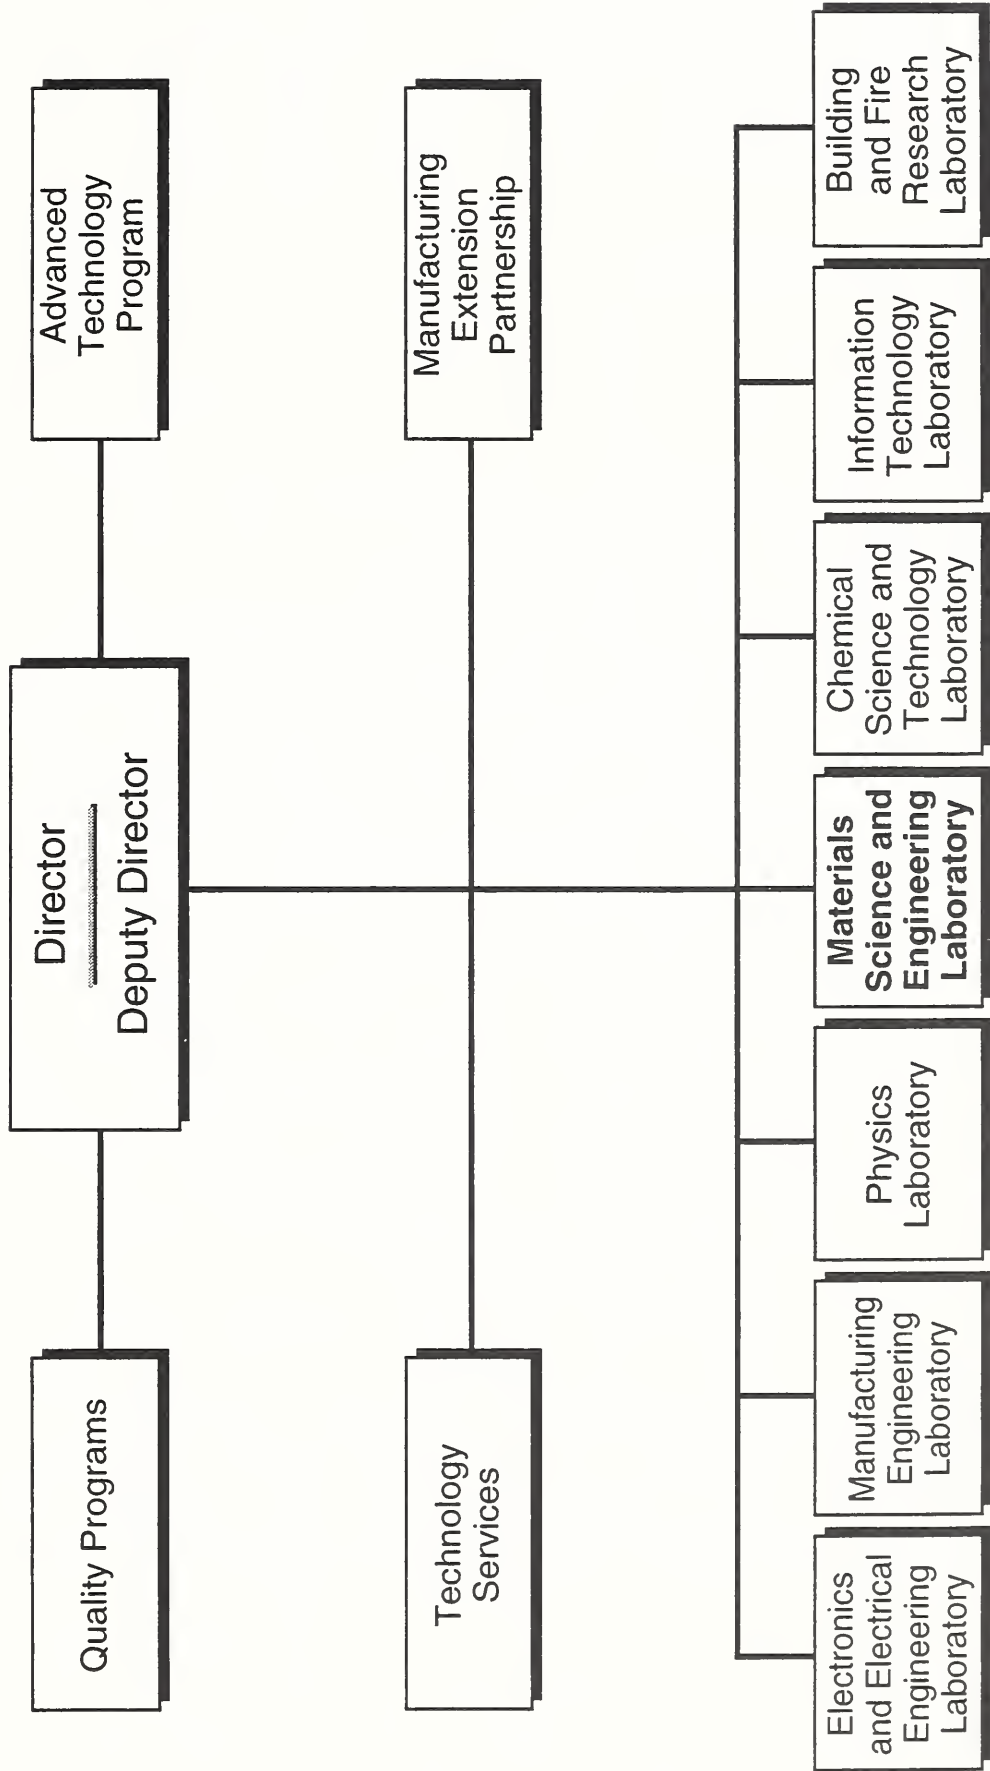 Director
Deputy Director
Quality Programs
Advanced
Technology
Program
Technology
Services
Manufacturing
Extension
Partnership
Electronics
and Electrical
Engineering
Laboratory
Manufacturing
Engineering
Laboratory
Physics
Laboratory
Materials
Science and
Engineering
Laboratory
Chemical
Science and
Technology
Laboratory
Information
Technology
Laboratory
Building
and Fire
Research
Laboratory